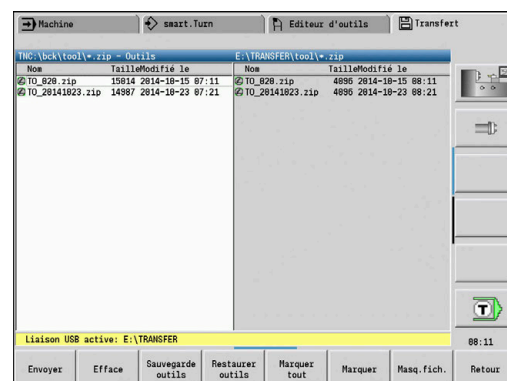 Machine smart.Turn Editeur d'outils Transfert
TNC:\bck\tool\*.zip - Outils E:\TRANSFER\tool\*.zip
Nom TailleModifié le Nom TailleModifié le
TO_020.zip 15014 2014-10-15 07:11 TO_020.zip 4096 2014-10-15 08:11
TO_20141023.zip 14987 2014-10-23 07:21 TO_20141023.zip 4096 2014-10-23 08:21
T
Liaison USB active: E:\TRANSFER
08:11
Envoyer Efface Sauvegarde outils Restaurer outils Marquer tout Marquer Masq.fich. Retour